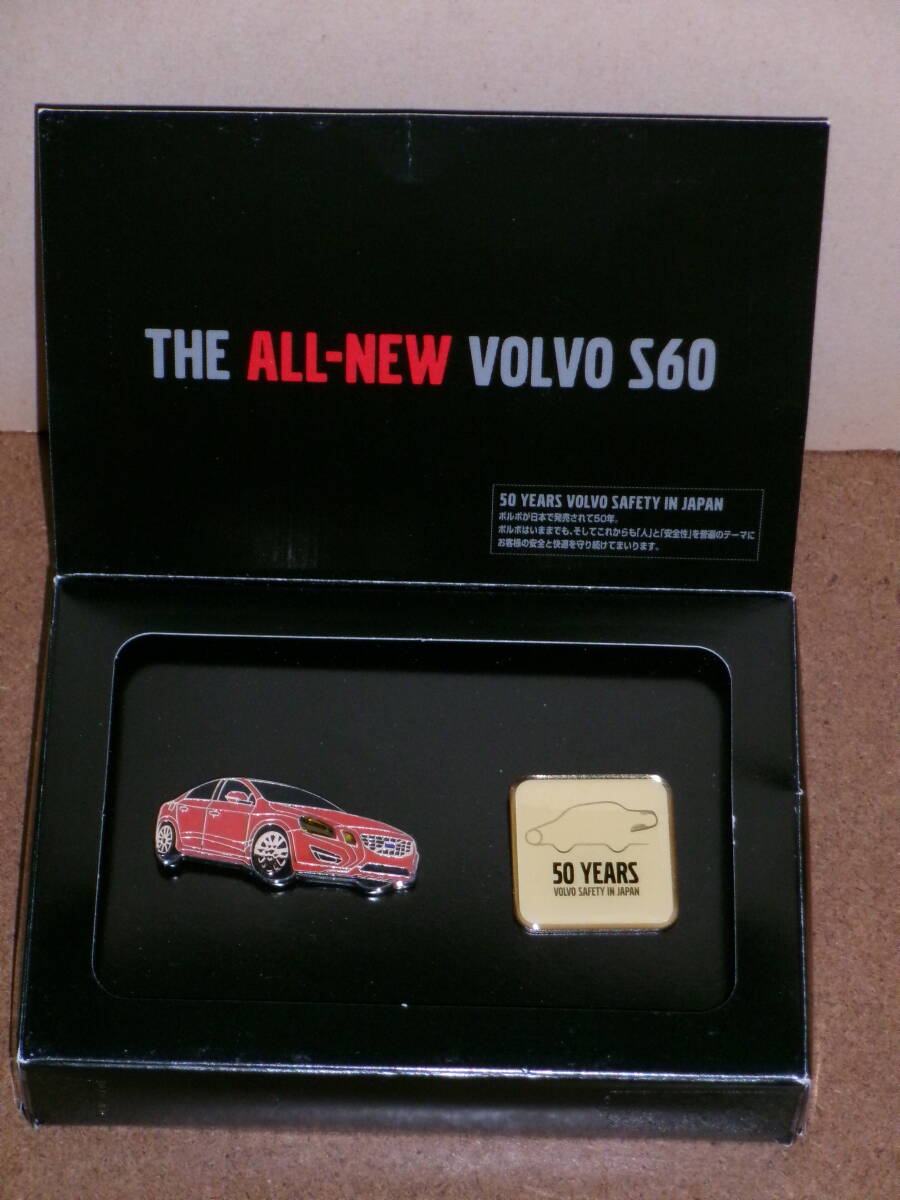 THE ALL-NEW VOLVO S60
50 YEARS VOLVO SAFETY IN JAPAN
ボルボが日本で発売されて50年。
ボルボはいままでも、そしてこれからも「人」と「安全性」を普遍のテーマに
お客様の安全と快適を守り続けてまいります。
50 YEARS
VOLVO SAFETY IN JAPAN